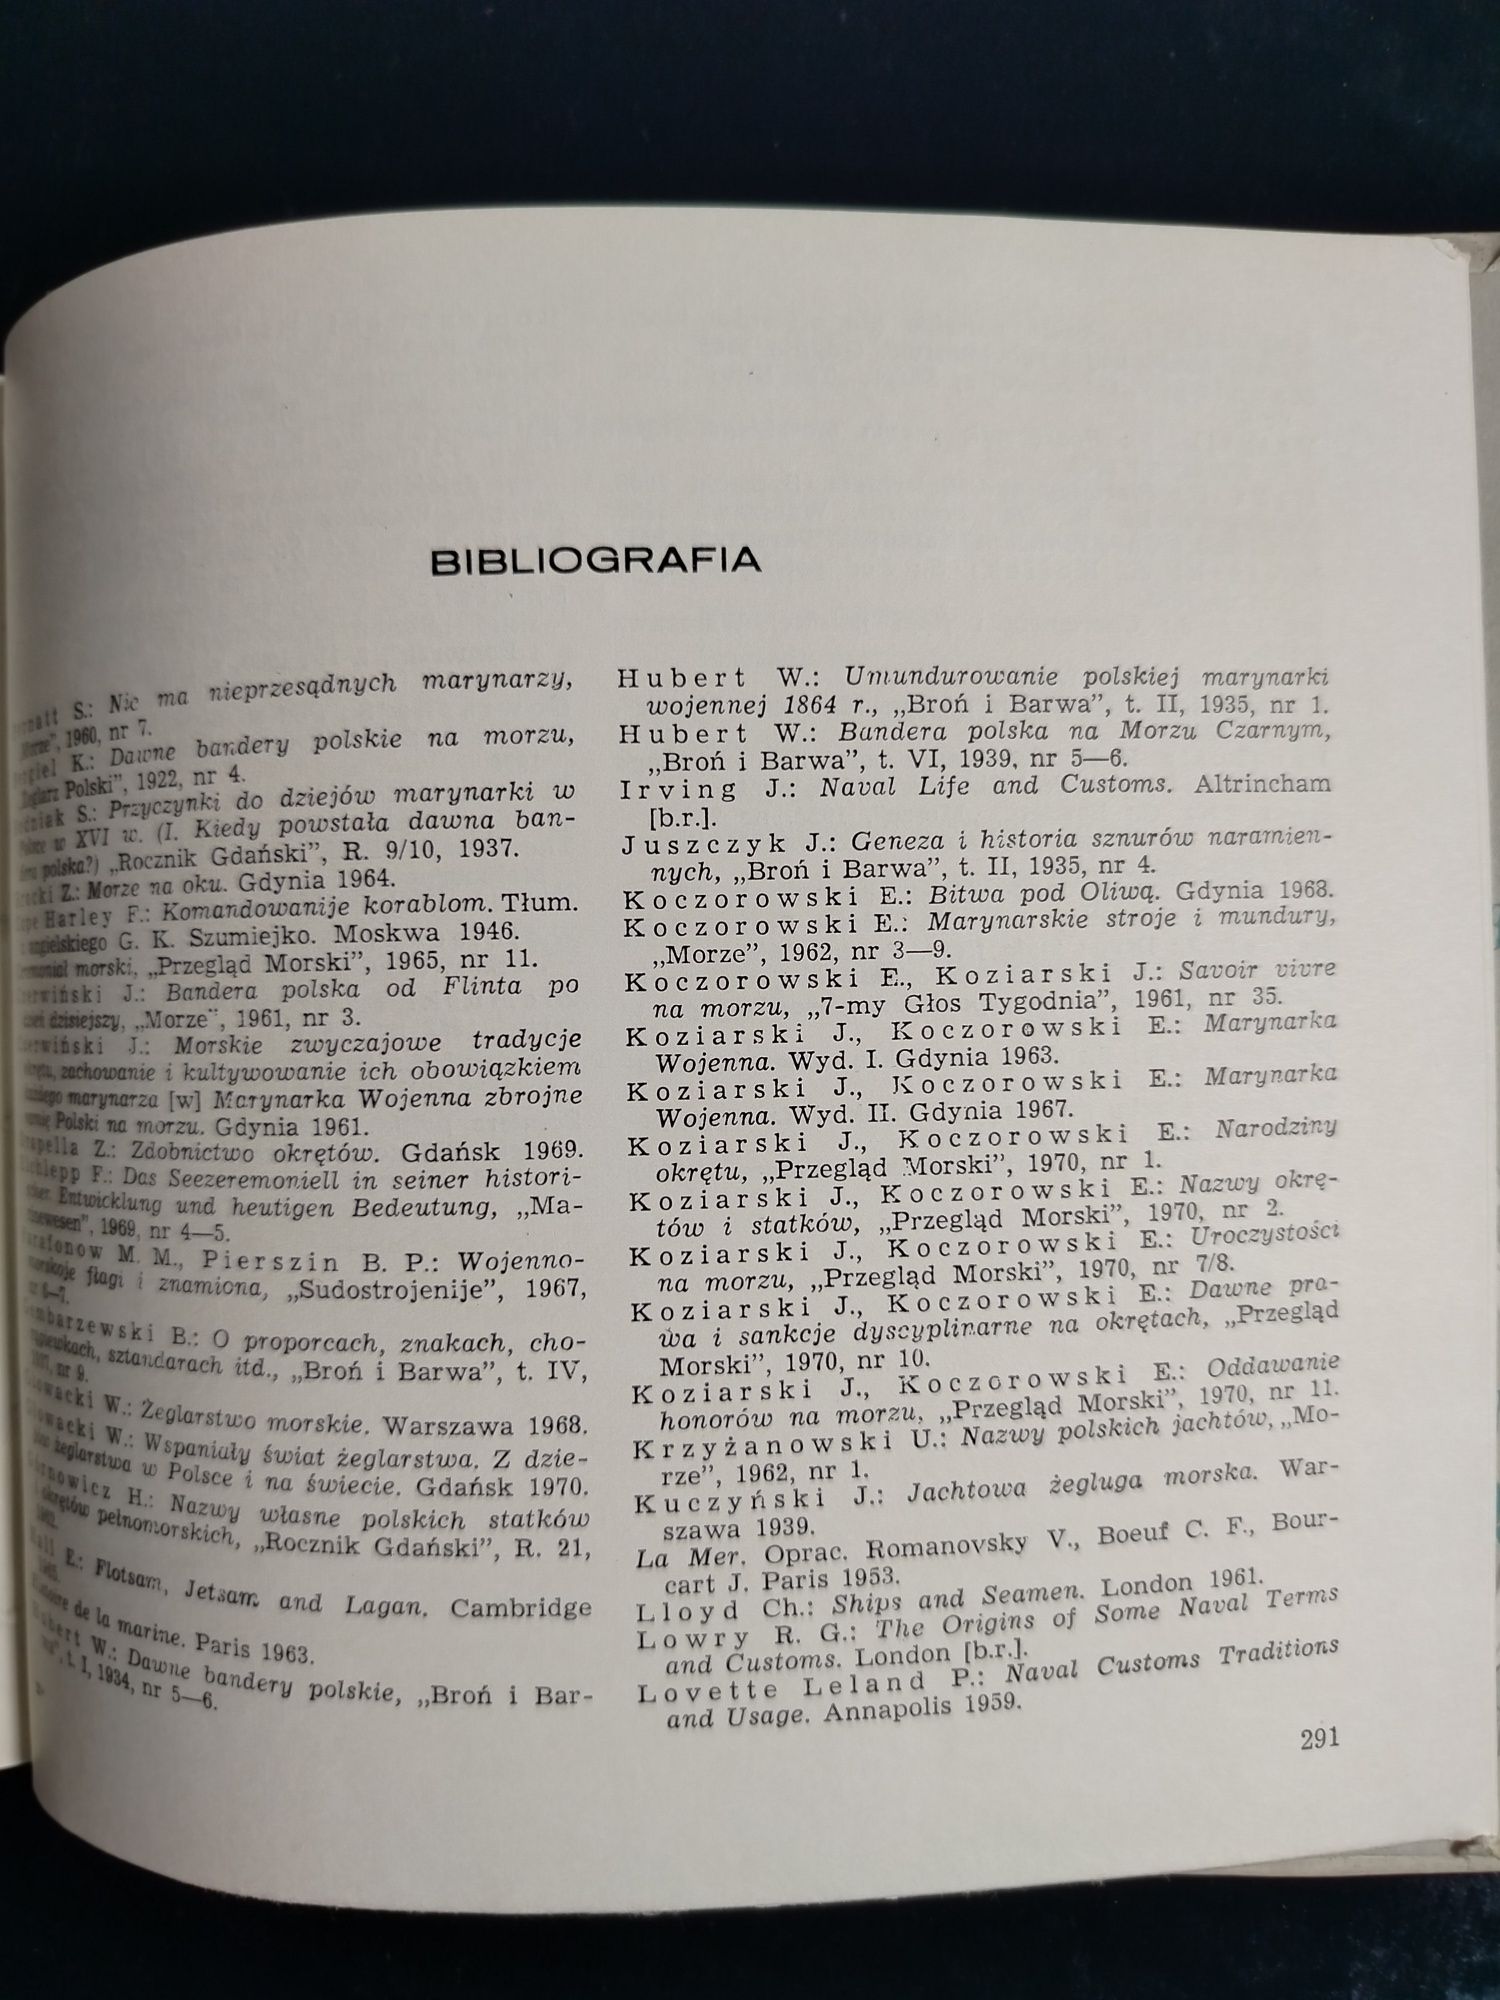 BIBLIOGRAFIA
S.: Nic ma nieprzesądnych marynarzy,
1960, nr 7.
K.: Dawne bandery polskie na morzu,
Polski”, 1922, nr 4.
S.: Przyczynki do dziejów marynarki w
w XVI w. (I. Kiedy powstała dawna ban-
polska?) „Rocznik Gdański”, R. 9/10, 1937.
Z.: Morze na oku. Gdynia 1964.
Harley F.: Komandowanije korablom. Tłum.
angielskiego G. K. Szumiejko. Moskwa 1946.
morski, „Przegląd Morski”, 1965, nr 11.
J.: Bandera polska od Flinta po
dzisiejszy, „Morze”, 1961, nr 3.
J.: Morskie zwyczajowe tradycje
zachowanie i kultywowanie ich obowiązkiem
marynarza [w] Marynarka Wojenna zbrojne
Polski na morzu. Gdynia 1961.
Z.: Zdobnictwo okrętów. Gdańsk 1969.
F.: Das Seezeremoniell in seiner histori-
Entwicklung und heutigen Bedeutung, „Ma-
1969, nr 4—5.
M. M., Pierszin B. P.: Wojenno-
flagi i znamiona, „Sudostrojenije”, 1967,
nr 6—7.
B.: O proporcach, znakach, cho-
sztandarach itd., „Broń i Barwa”, t. IV,
nr 9.
W.: Żeglarstwo morskie. Warszawa 1968.
W.: Wspaniały świat żeglarstwa. Z dzie-
żeglarstwa w Polsce i na świecie. Gdańsk 1970.
H.: Nazwy własne polskich statków
okrętów pełnomorskich, „Rocznik Gdański”, R. 21,
E.: Flotsam, Jetsam and Lagan. Cambridge
de la marine. Paris 1963.
W.: Dawne bandery polskie, „Broń i Bar-
t. I, 1934, nr 5—6.
Hubert W.: Umundurowanie polskiej marynarki
wojennej 1864 r., „Broń i Barwa”, t. II, 1935, nr 1.
Hubert W.: Bandera polska na Morzu Czarnym,
„Broń i Barwa”, t. VI, 1939, nr 5—6.
Irving J.: Naval Life and Customs. Altrincham
[b.r.].
Juszczyk J.: Geneza i historia sznurów naramien-
nych, „Broń i Barwa”, t. II, 1935, nr 4.
Koczorowski E.: Bitwa pod Oliwą. Gdynia 1968.
Koczorowski E.: Marynarskie stroje i mundury,
„Morze”, 1962, nr 3—9.
Koczorowski E., Koziarski J.: Savoir vivre
na morzu, „7-my Głos Tygodnia”, 1961, nr 35.
Koziarski J., Koczorowski E.: Marynarka
Wojenna. Wyd. I. Gdynia 1963.
Koziarski J., Koczorowski E.: Marynarka
Wojenna. Wyd. II. Gdynia 1967.
Koziarski J., Koczorowski E.: Narodziny
okrętu, „Przegląd Morski”, 1970, nr 1.
Koziarski J., Koczorowski E.: Nazwy okrę-
tów i statków, „Przegląd Morski”, 1970, nr 2.
Koziarski J., Koczorowski E.: Uroczystości
na morzu, „Przegląd Morski”, 1970, nr 7/8.
Koziarski J., Koczorowski E.: Dawne pra-
wa i sankcje dyscyplinarne na okrętach, „Przegląd
Morski”, 1970, nr 10.
Koziarski J., Koczorowski E.: Oddawanie
honorów na morzu, „Przegląd Morski”, 1970, nr 11.
Krzyżanowski U.: Nazwy polskich jachtów, „Mo-
rze”, 1962, nr 1.
Kuczyński J.: Jachtowa żegluga morska. War-
szawa 1939.
La Mer. Oprac. Romanovsky V., Boeuf C. F., Bour-
cart J. Paris 1953.
Lloyd Ch.: Ships and Seamen. London 1961.
Lowry R. G.: The Origins of Some Naval Terms
and Customs. London [b.r.].
Lovette Leland P.: Naval Customs Traditions
and Usage. Annapolis 1959.
291